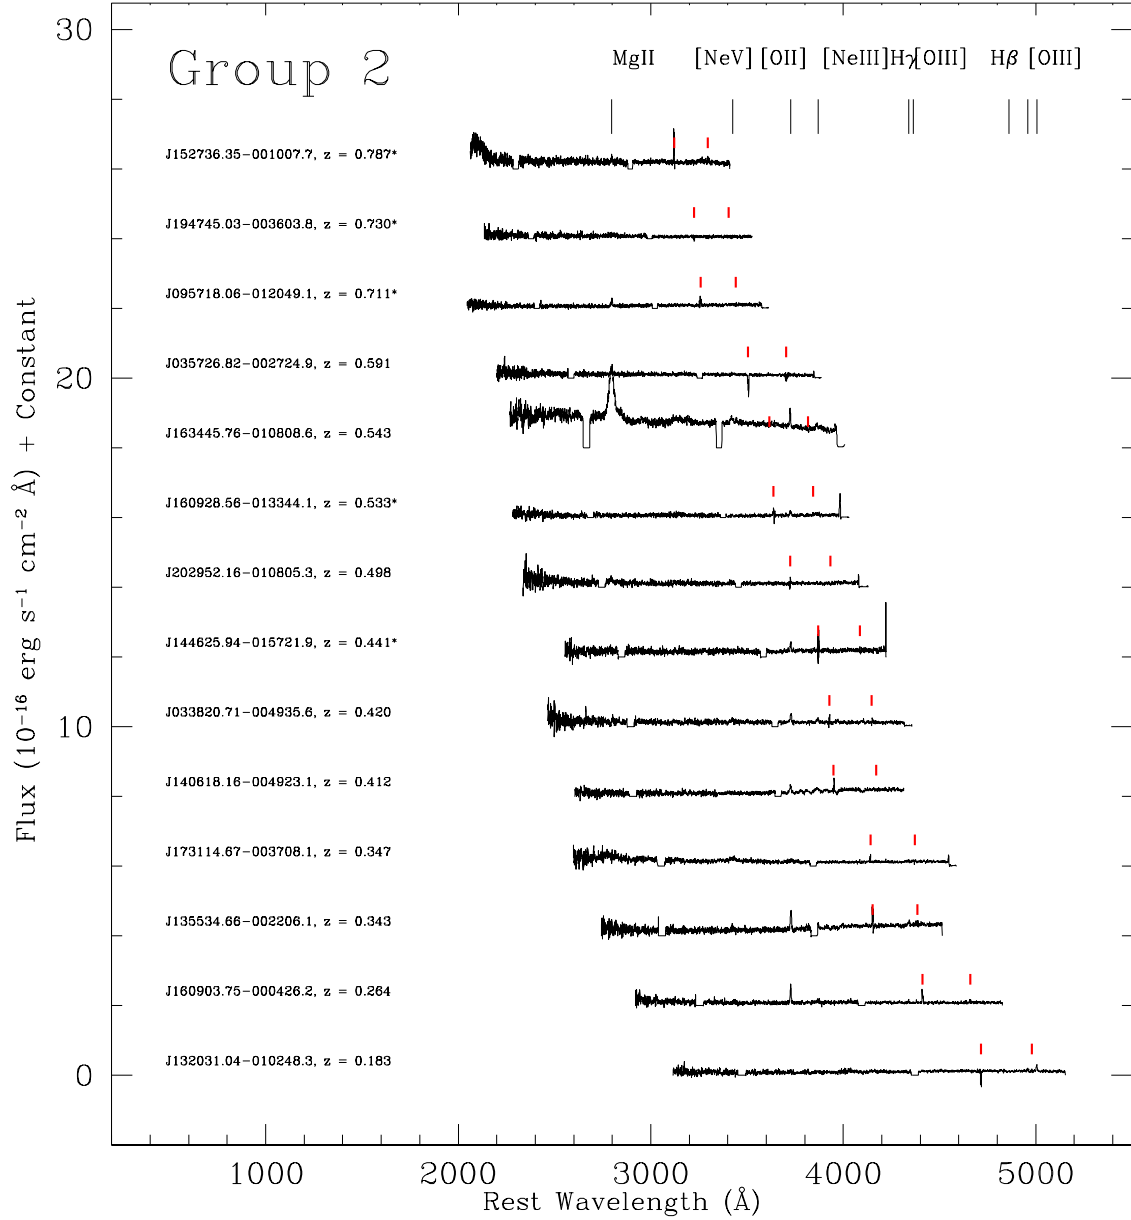 30
Group 2
MgII [NeV] [OII] [NeIII] Hγ [OIII] Hβ [OIII]
J152736.35−001007.7, z = 0.787*
J194745.03−003603.8, z = 0.730*
J095718.06−012049.1, z = 0.711*
J035726.82−002724.9, z = 0.591
20
J163445.76−010808.6, z = 0.543
J160928.56−013344.1, z = 0.533*
J202952.16−010805.3, z = 0.498
J144625.94−015721.9, z = 0.441*
J033820.71−004935.6, z = 0.420
10
J140618.16−004923.1, z = 0.412
J173114.67−003708.1, z = 0.347
J135534.66−002206.1, z = 0.343
J160903.75−000426.2, z = 0.264
J132031.04−010248.3, z = 0.183
0
Flux (10⁻¹⁶ erg s⁻¹ cm⁻² Å) + Constant
1000 2000 3000 4000 5000
Rest Wavelength (Å)